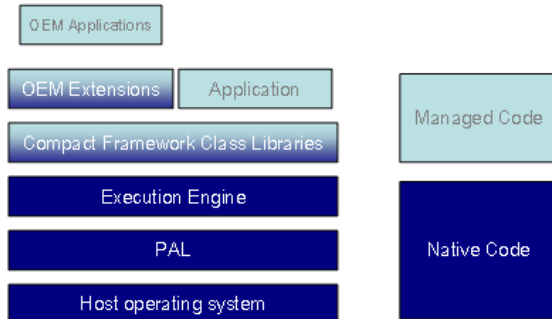 OEM Applications
OEM Extensions
Application
Compact Framework Class Libraries
Execution Engine
PAL
Host operating system
Managed Code
Native Code